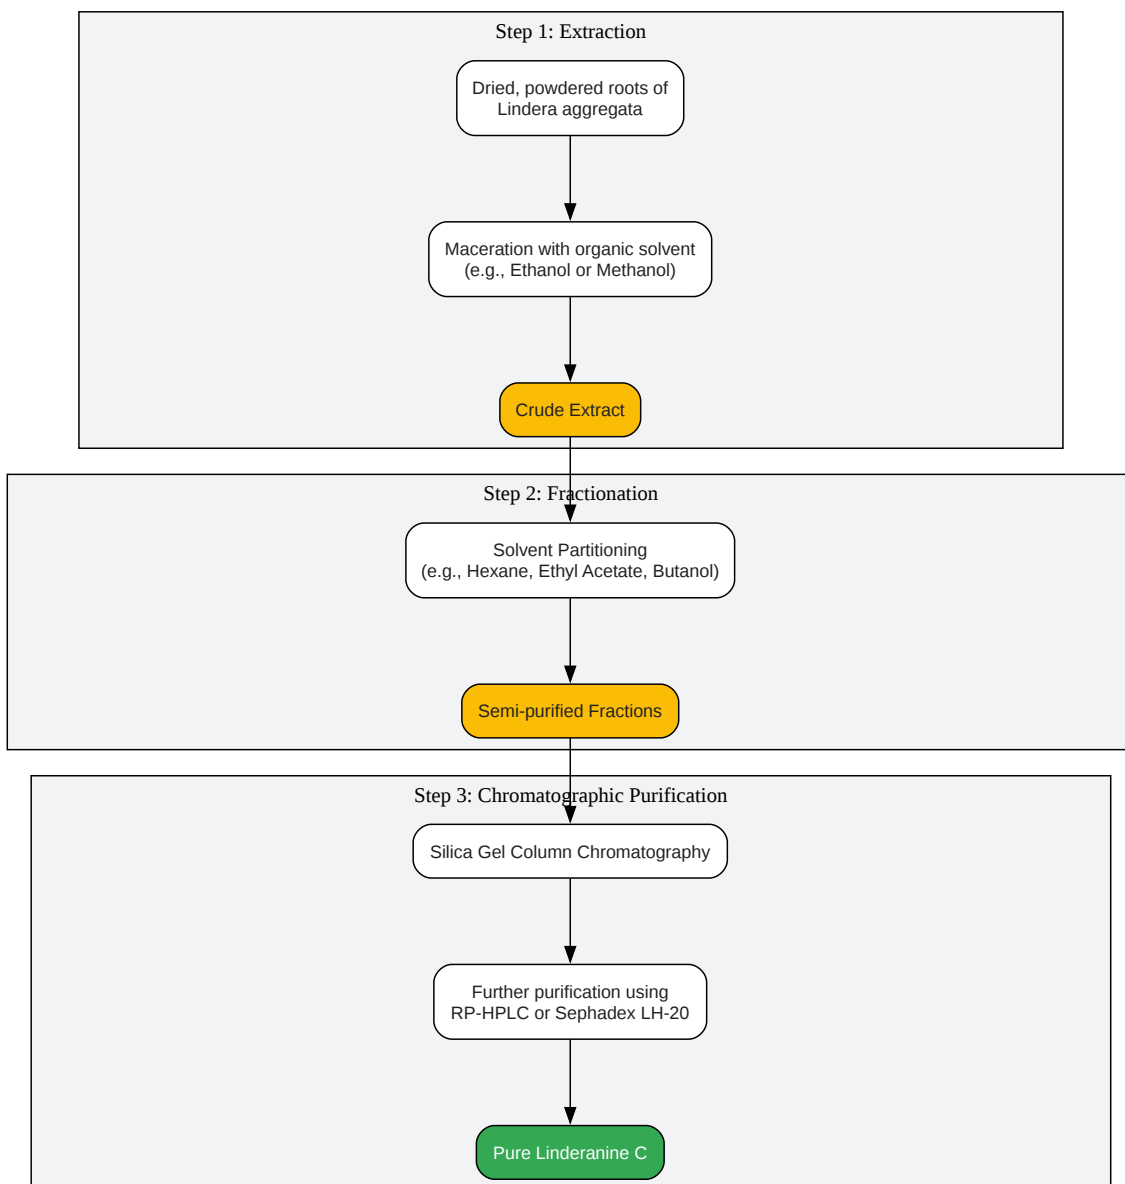 Step 1: Extraction
Dried, powdered roots of
Lindera aggregata
Maceration with organic solvent
(e.g., Ethanol or Methanol)
Crude Extract
Step 2: Fractionation
Solvent Partitioning
(e.g., Hexane, Ethyl Acetate, Butanol)
Semi-purified Fractions
Step 3: Chromatographic Purification
Silica Gel Column Chromatography
Further purification using
RP-HPLC or Sephadex LH-20
Pure Linderanine C